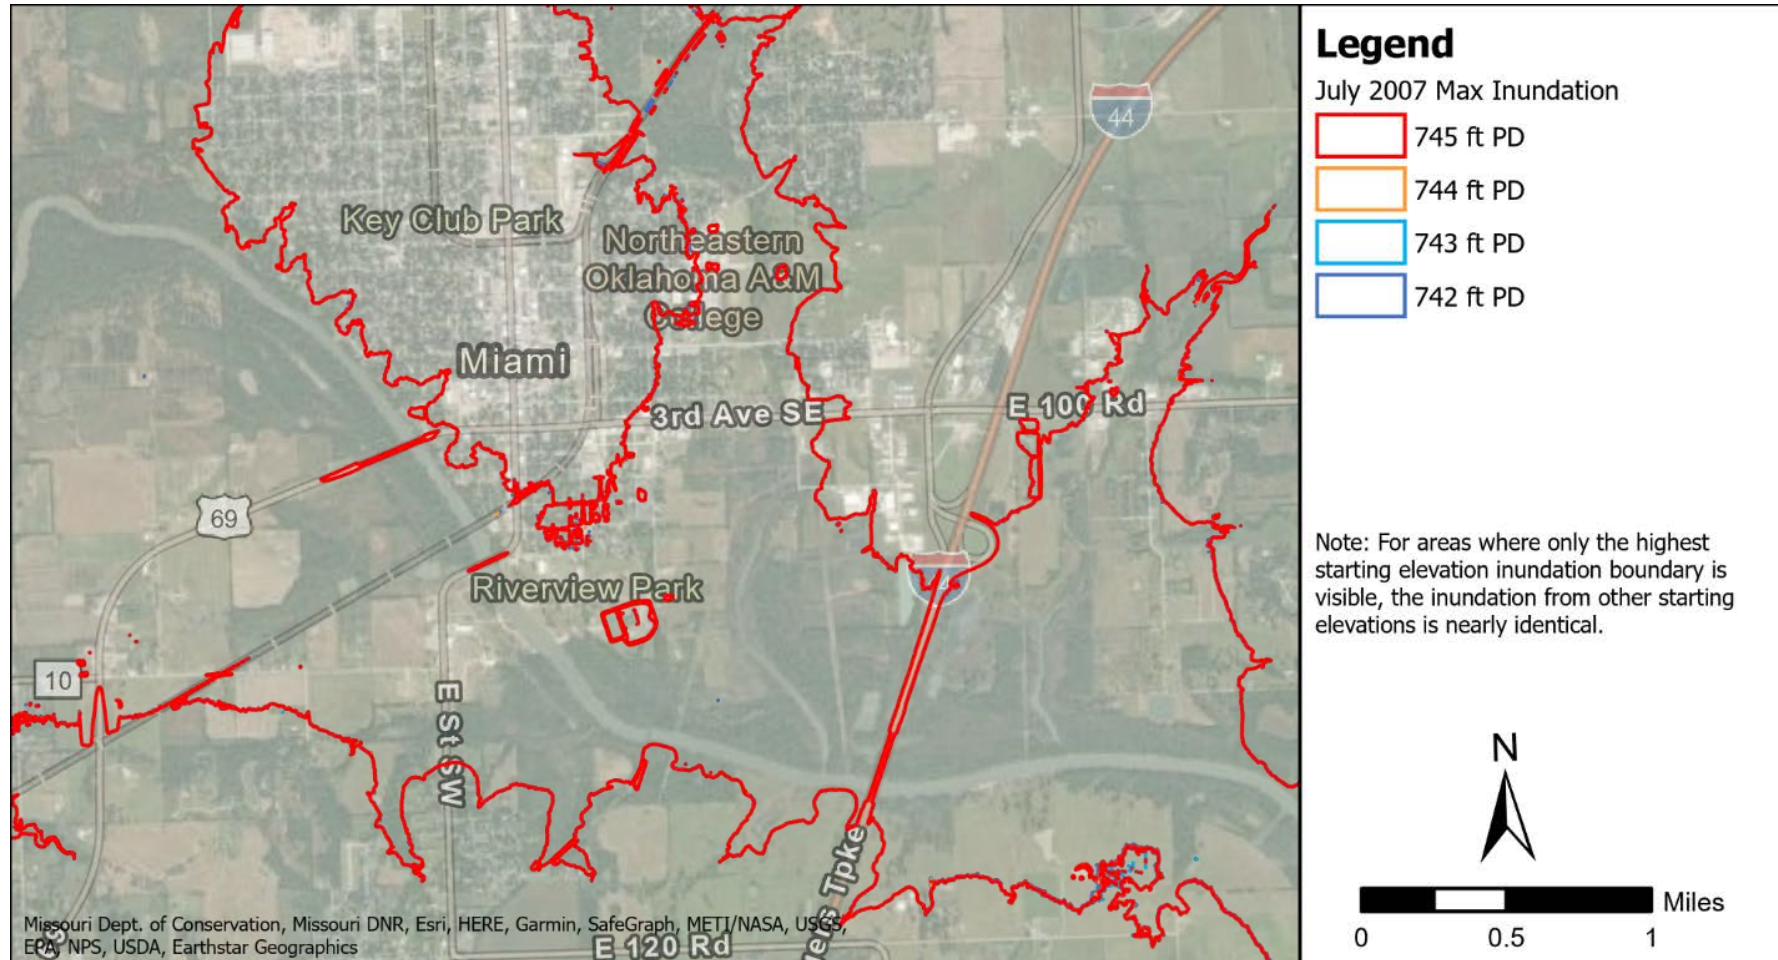 44
Key Club Park
Northeastern
Oklahoma A&M
College
Miami
3rd Ave SE
E 100 Rd
69
Riverview Park
10
E St SW
E 120 Rd
Missouri Dept. of Conservation, Missouri DNR, Esri, HERE, Garmin, SafeGraph, METI/NASA, USGS,
EPA, NPS, USDA, Earthstar Geographics
Legend
July 2007 Max Inundation
745 ft PD
744 ft PD
743 ft PD
742 ft PD
Note: For areas where only the highest
starting elevation inundation boundary is
visible, the inundation from other starting
elevations is nearly identical.
N
Miles
0 0.5 1